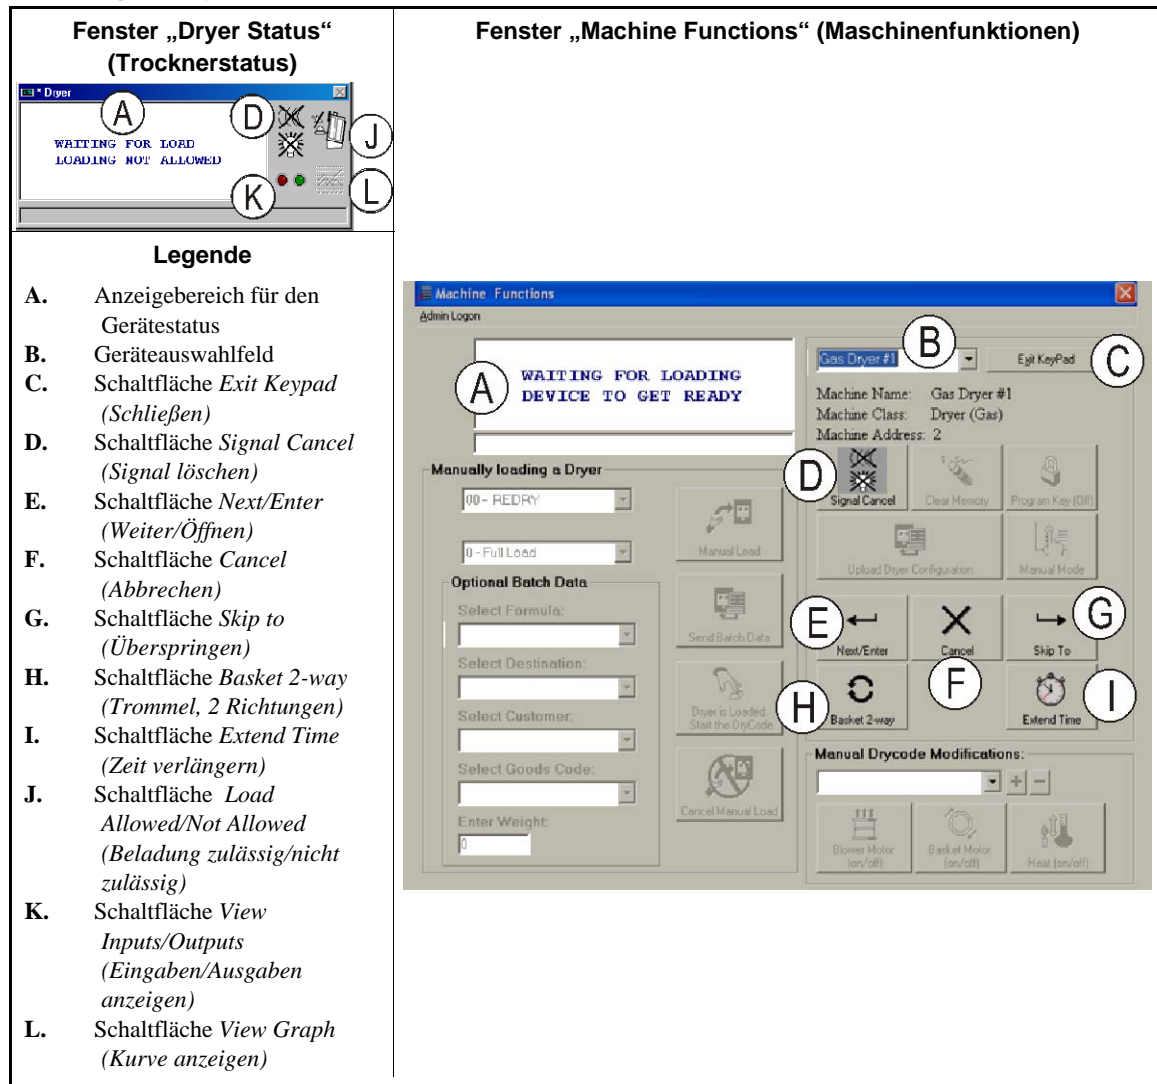 Fenster „Dryer Status“
(Trocknerstatus)
* Dryer
A
D
WAITING FOR LOAD
LOADING NOT ALLOWED
J
K
L
Legende
A. Anzeigebereich für den
Gerätestatus
B. Geräteauswahlfeld
C. Schaltfläche Exit Keypad
(Schließen)
D. Schaltfläche Signal Cancel
(Signal löschen)
E. Schaltfläche Next/Enter
(Weiter/Öffnen)
F. Schaltfläche Cancel
(Abbrechen)
G. Schaltfläche Skip to
(Überspringen)
H. Schaltfläche Basket 2-way
(Trommel, 2 Richtungen)
I. Schaltfläche Extend Time
(Zeit verlängern)
J. Schaltfläche Load
Allowed/Not Allowed
(Beladung zulässig/nicht
zulässig)
K. Schaltfläche View
Inputs/Outputs
(Eingaben/Ausgaben
anzeigen)
L. Schaltfläche View Graph
(Kurve anzeigen)
Fenster „Machine Functions“ (Maschinenfunktionen)
Machine Functions
Admin Logon
A
WAITING FOR LOADING
DEVICE TO GET READY
Manually loading a Dryer
00 - REDRY
0 - Full Load
Manual Load
Optional Batch Data
Select Formula:
Select Destination:
Select Customer:
Select Goods Code:
Enter Weight:
0
Send Batch Data
Dryer is Loaded
Start the DryCode
Cancel Manual Load
Gas Dryer #1
B
Exit KeyPad
C
Machine Name: Gas Dryer #1
Machine Class: Dryer (Gas)
Machine Address: 2
D
Signal Cancel
Clear Memory
Program Key (Off)
Upload Dryer Configuration
Manual Mode
E
Next/Enter
Cancel
F
Skip To
G
H
Basket 2-way
Extend Time
I
Manual Drycode Modifications:
+ −
Blower Motor
(on/off)
Basket Motor
(on/off)
Heat (on/off)